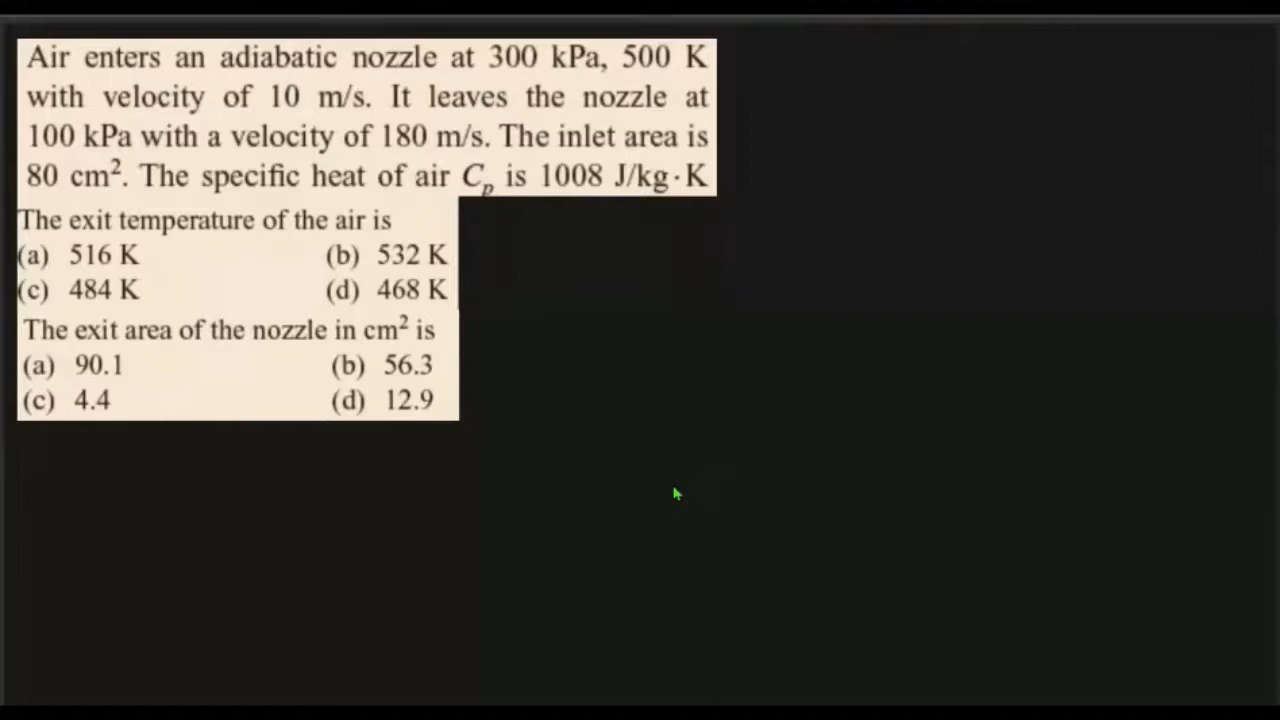 Air enters an adiabatic nozzle at 300 kPa, 500 K
with velocity of 10 m/s. It leaves the nozzle at
100 kPa with a velocity of 180 m/s. The inlet area is
80 cm². The specific heat of air Cₚ is 1008 J/kg·K
The exit temperature of the air is
(a) 516 K (b) 532 K
(c) 484 K (d) 468 K
The exit area of the nozzle in cm² is
(a) 90.1 (b) 56.3
(c) 4.4 (d) 12.9